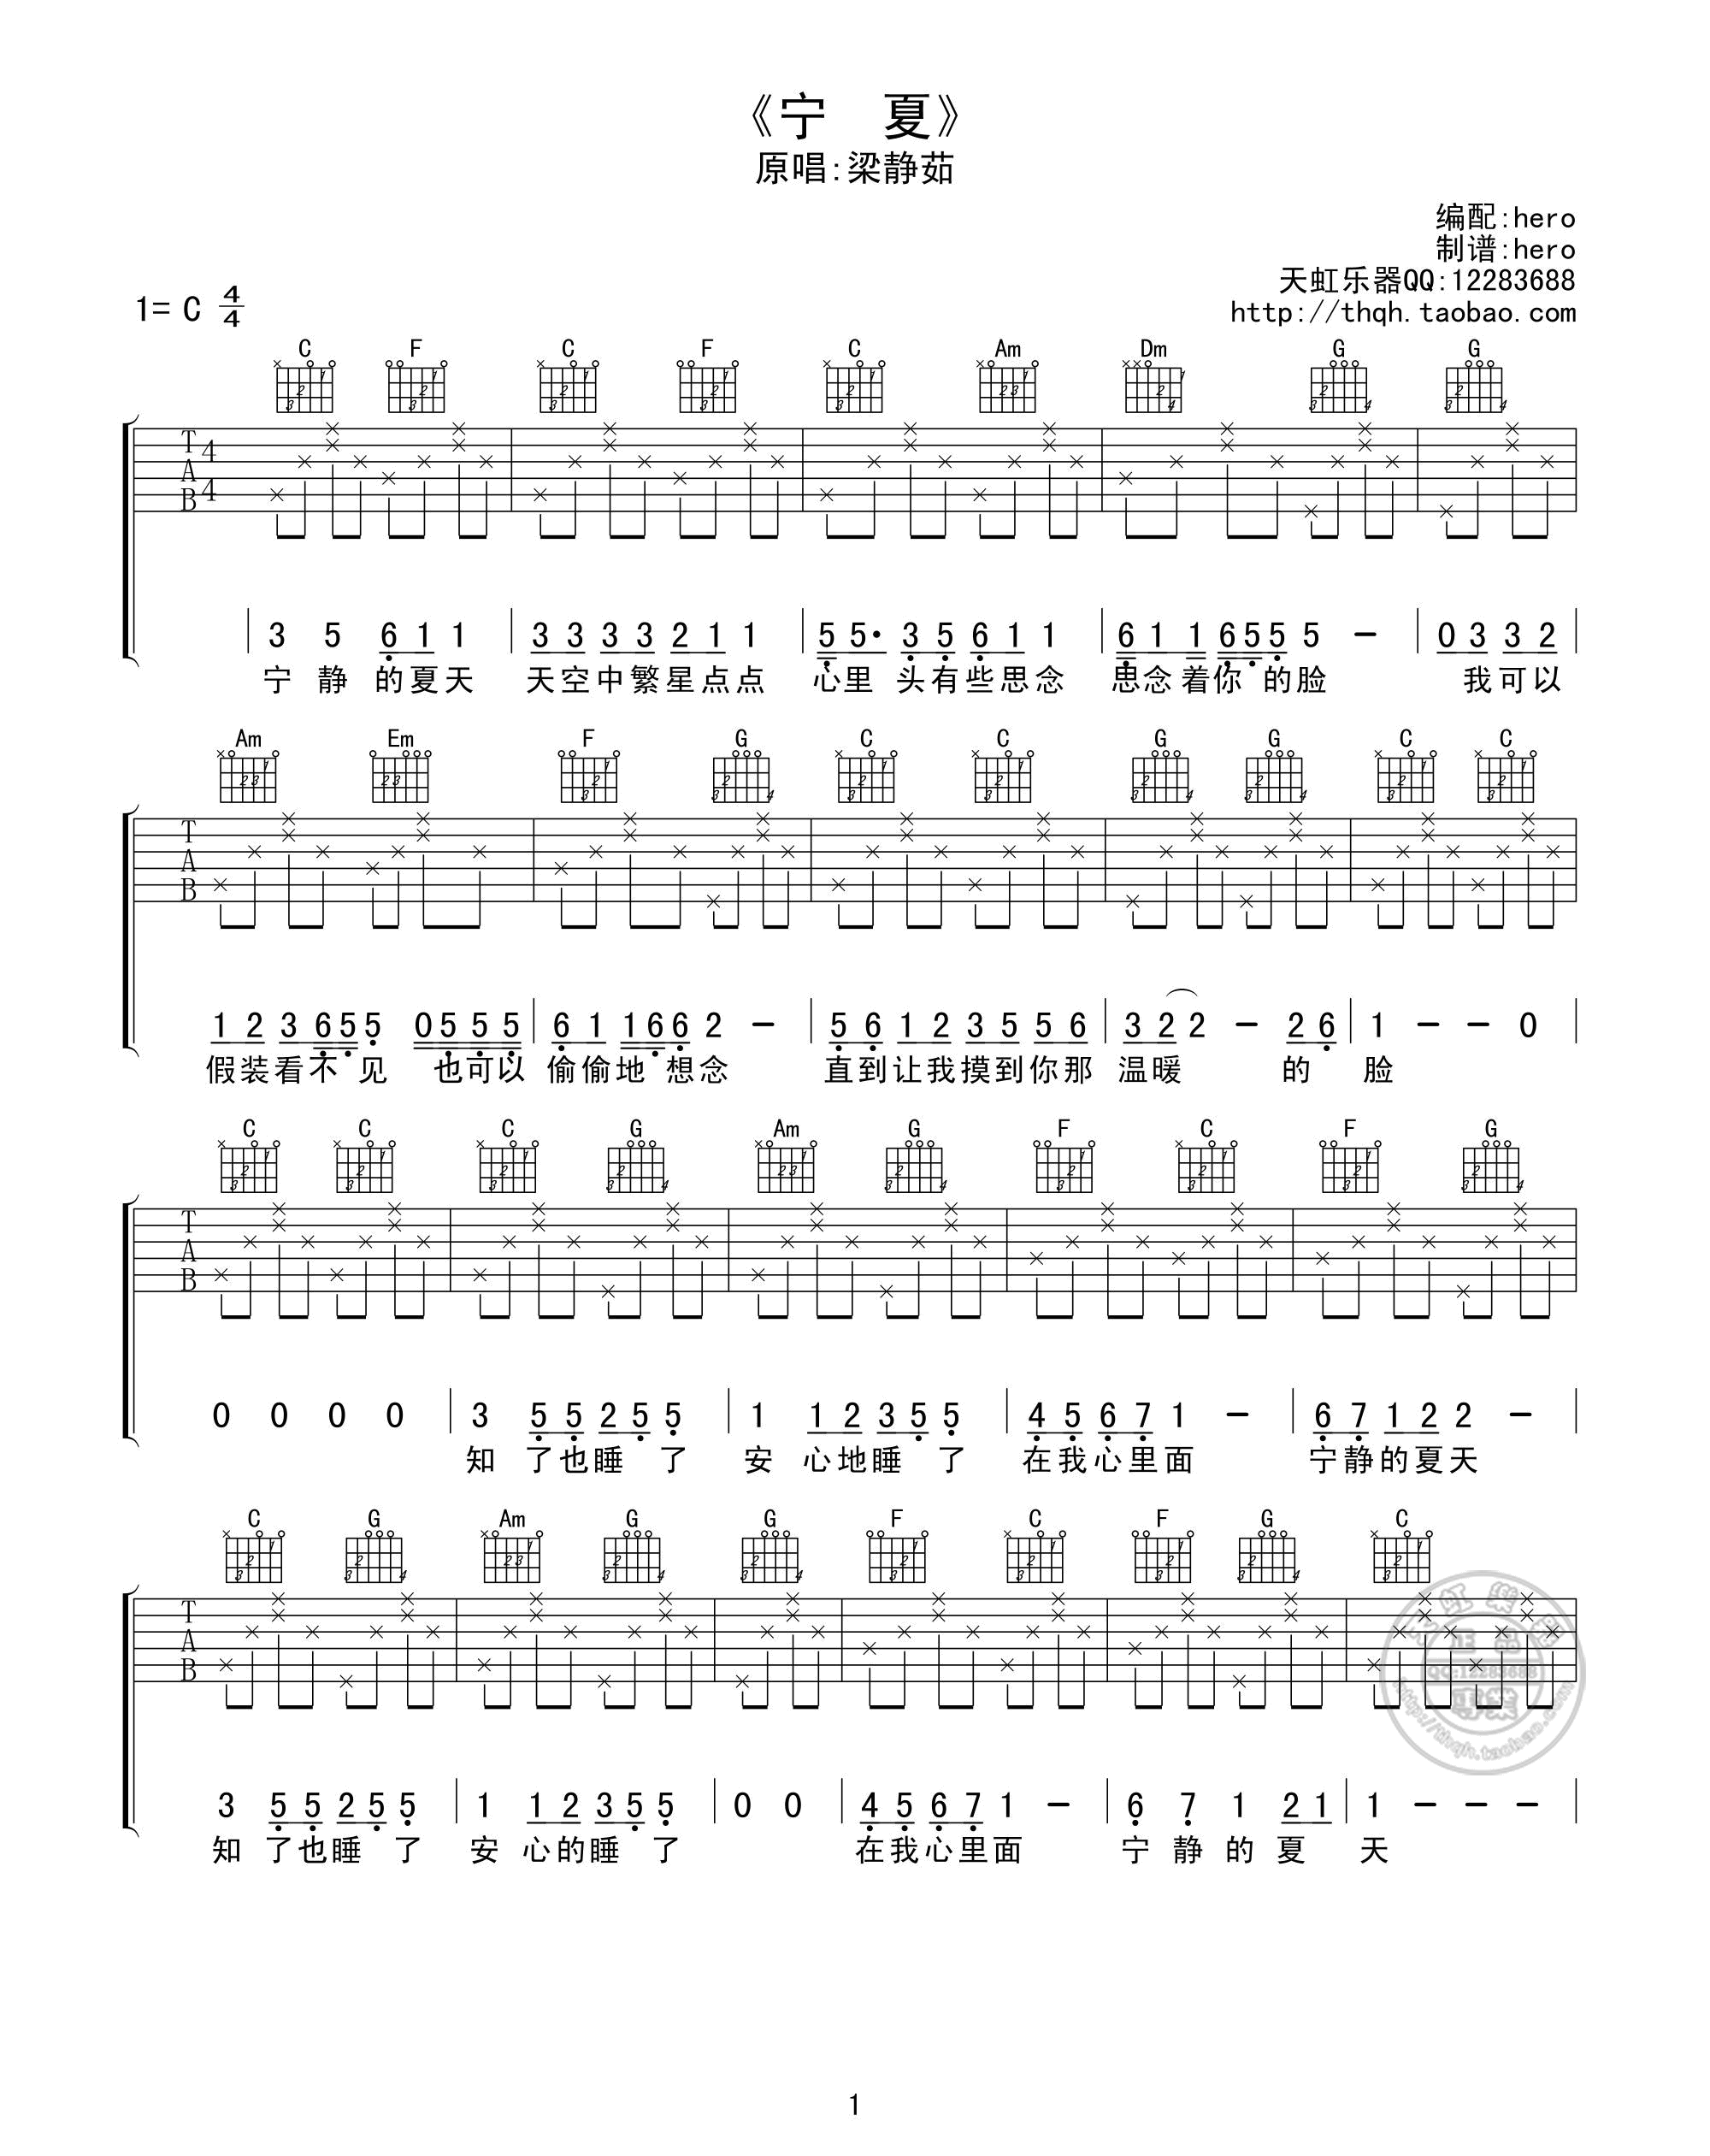 《宁 夏》
原唱:梁静茹
编配:hero
制谱:hero
天虹乐器QQ:12283688
http://thqh.taobao.com
1= C 4/4
C F C F C Am Dm G G
T A B 4 4
3 5 6 1 1 | 3 3 3 3 2 1 1 | 5 5· 3 5 6 1 1 | 6 1 1 6 5 5 5 - | 0 3 3 2
宁 静 的夏天 天空中繁星点点 心里 头有些思念 思念着你 的脸 我可以
Am Em F G C C G G C C
T A B
1 2 3 6 5 5 0 5 5 5 | 6 1 1 6 6 2 - | 5 6 1 2 3 5 5 6 | 3 2 2 - 2 6 | 1 - - 0
假装看不 见 也可以 偷偷地 想念 直到让我摸到你那 温暖 的 脸
C C C G Am G F C F G
T A B
0 0 0 0 | 3 5 5 2 5 5 | 1 1 2 3 5 5 | 4 5 6 7 1 - | 6 7 1 2 2 -
知 了也睡 了 安 心地睡 了 在我心里面 宁静的夏天
C G Am G G F C F G C
T A B
3 5 5 2 5 5 | 1 1 2 3 5 5 | 0 0 | 4 5 6 7 1 - | 6 7 1 2 1 | 1 - - -
知 了也睡 了 安 心的睡 了 在我心里面 宁 静 的 夏 天
QQ:12283688
http://thqh.taobao.com
1